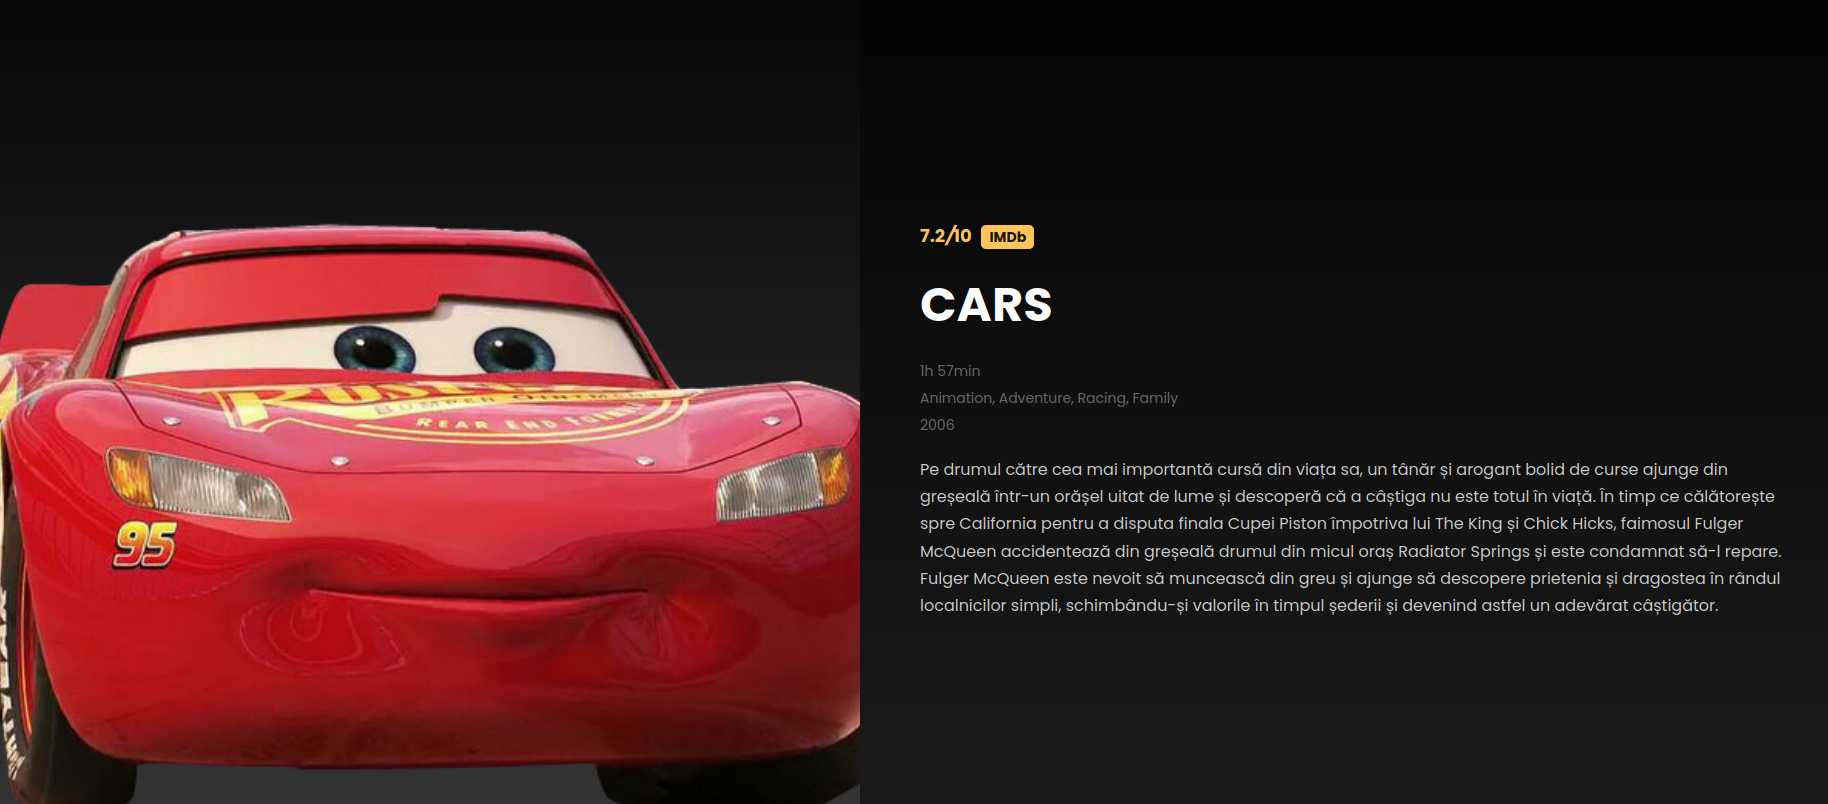 7.2/10 IMDb
CARS
1h 57min
Animation, Adventure, Racing, Family
2006
Pe drumul către cea mai importantă cursă din viața sa, un tânăr și arogant bolid de curse ajunge din
greșeală într-un orășel uitat de lume și descoperă că a câștiga nu este totul în viață. În timp ce călătorește
spre California pentru a disputa finala Cupei Piston împotriva lui The King și Chick Hicks, faimosul Fulger
McQueen accidentează din greșeală drumul din micul oraș Radiator Springs și este condamnat să-l repare.
Fulger McQueen este nevoit să muncească din greu și ajunge să descopere prietenia și dragostea în rândul
localnicilor simpli, schimbându-și valorile în timpul șederii și devenind astfel un adevărat câștigător.
BUMPER OINTMENT
REAR END FORMULA
95